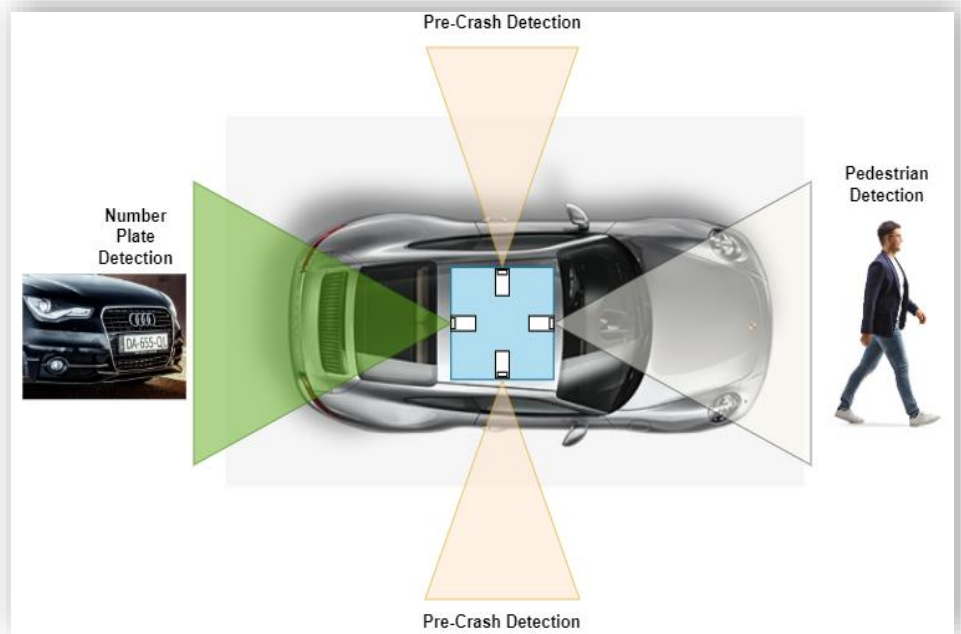 Pre-Crash Detection
Pedestrian
Detection
Number
Plate
Detection
DA-655-QL
Pre-Crash Detection